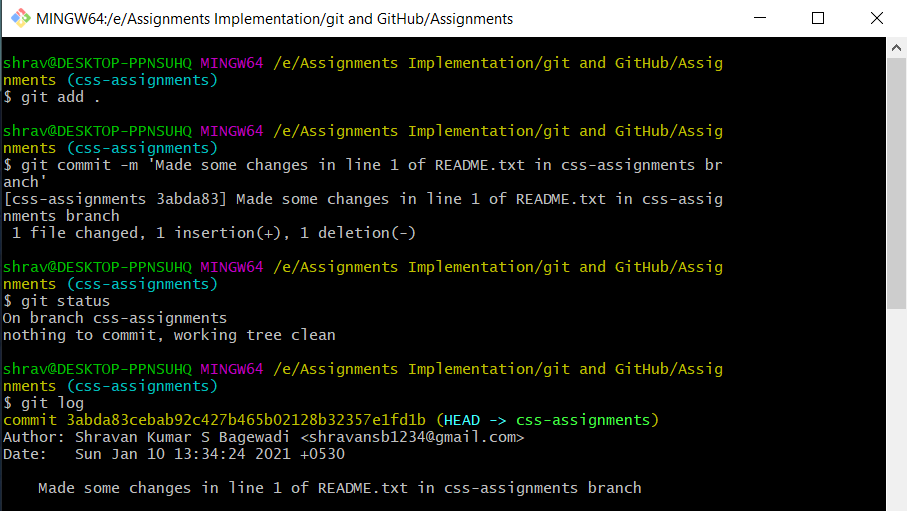 MINGW64:/e/Assignments Implementation/git and GitHub/Assignments
shrav@DESKTOP-PPNSUHQ MINGW64 /e/Assignments Implementation/git and GitHub/Assig
nments (css-assignments)
$ git add .
shrav@DESKTOP-PPNSUHQ MINGW64 /e/Assignments Implementation/git and GitHub/Assig
nments (css-assignments)
$ git commit -m 'Made some changes in line 1 of README.txt in css-assignments br
anch'
[css-assignments 3abda83] Made some changes in line 1 of README.txt in css-assig
nments branch
 1 file changed, 1 insertion(+), 1 deletion(-)
shrav@DESKTOP-PPNSUHQ MINGW64 /e/Assignments Implementation/git and GitHub/Assig
nments (css-assignments)
$ git status
On branch css-assignments
nothing to commit, working tree clean
shrav@DESKTOP-PPNSUHQ MINGW64 /e/Assignments Implementation/git and GitHub/Assig
nments (css-assignments)
$ git log
commit 3abda83cebab92c427b465b02128b32357e1fd1b (HEAD -> css-assignments)
Author: Shravan Kumar S Bagewadi <shravansb1234@gmail.com>
Date:   Sun Jan 10 13:34:24 2021 +0530
    Made some changes in line 1 of README.txt in css-assignments branch